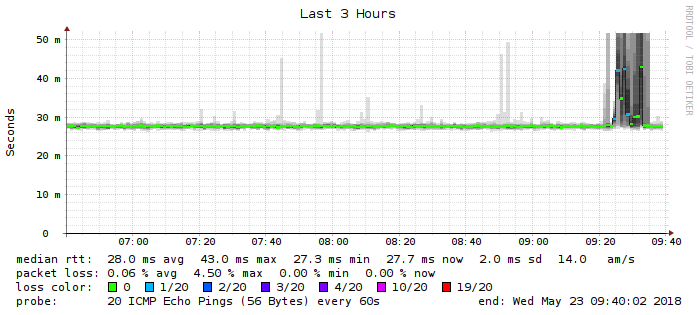 Last 3 Hours
RRDTOOL / TOBI OETIKER
Seconds
50 m
40 m
30 m
20 m
10 m
0
07:00 07:20 07:40 08:00 08:20 08:40 09:00 09:20 09:40
median rtt: 28.0 ms avg 43.0 ms max 27.3 ms min 27.7 ms now 2.0 ms sd 14.0 am/s
packet loss: 0.06 % avg 4.50 % max 0.00 % min 0.00 % now
loss color: 0 1/20 2/20 3/20 4/20 10/20 19/20
probe: 20 ICMP Echo Pings (56 Bytes) every 60s end: Wed May 23 09:40:02 2018